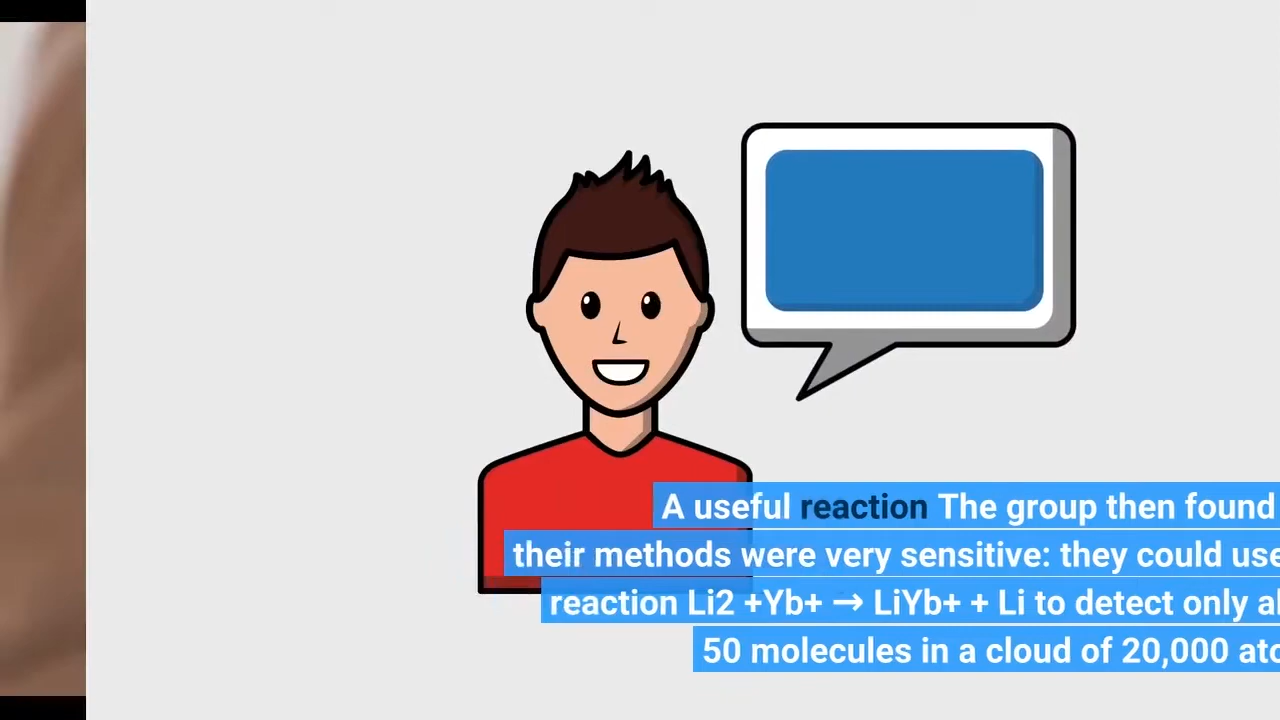 A useful reaction The group then found
their methods were very sensitive: they could use
reaction Li2 +Yb+ → LiYb+ + Li to detect only
50 molecules in a cloud of 20,000